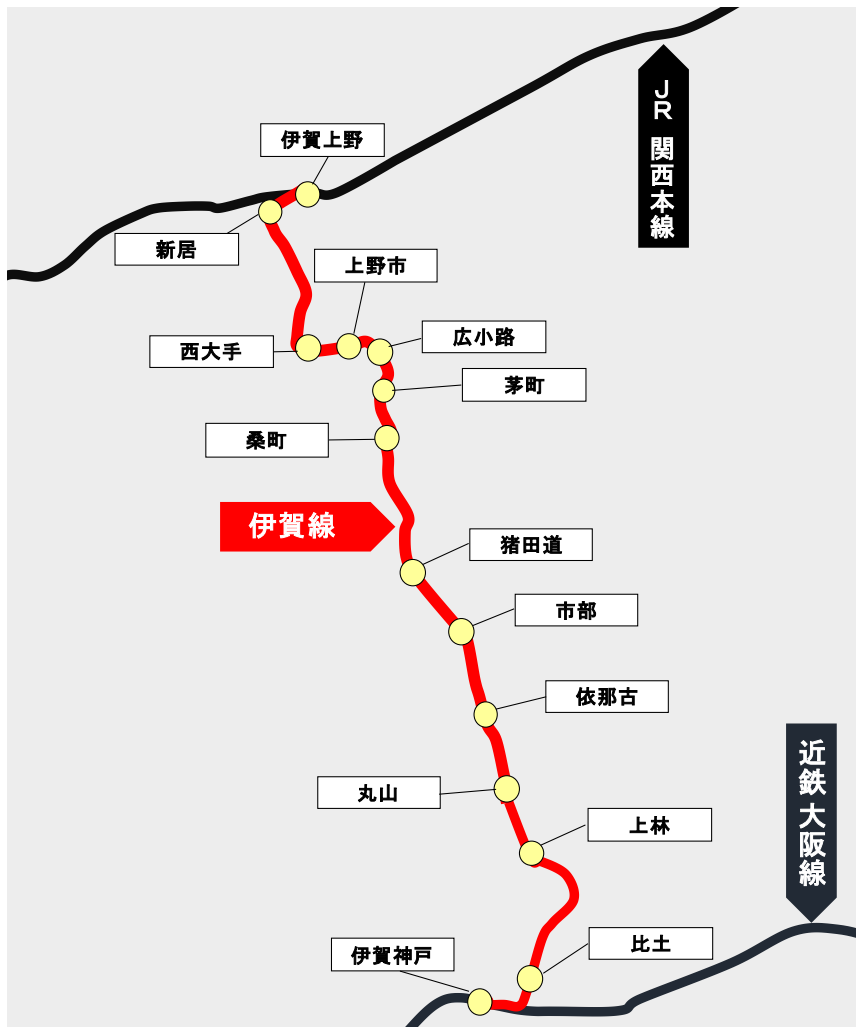 JR 関西本線
伊賀上野
新居
上野市
西大手
広小路
茅町
桑町
伊賀線
猪田道
市部
依那古
丸山
上林
近鉄大阪線
比土
伊賀神戸